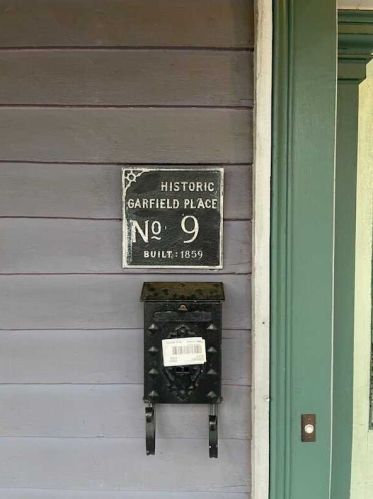 HISTORIC
GARFIELD PLACE
No 9
BUILT: 1859